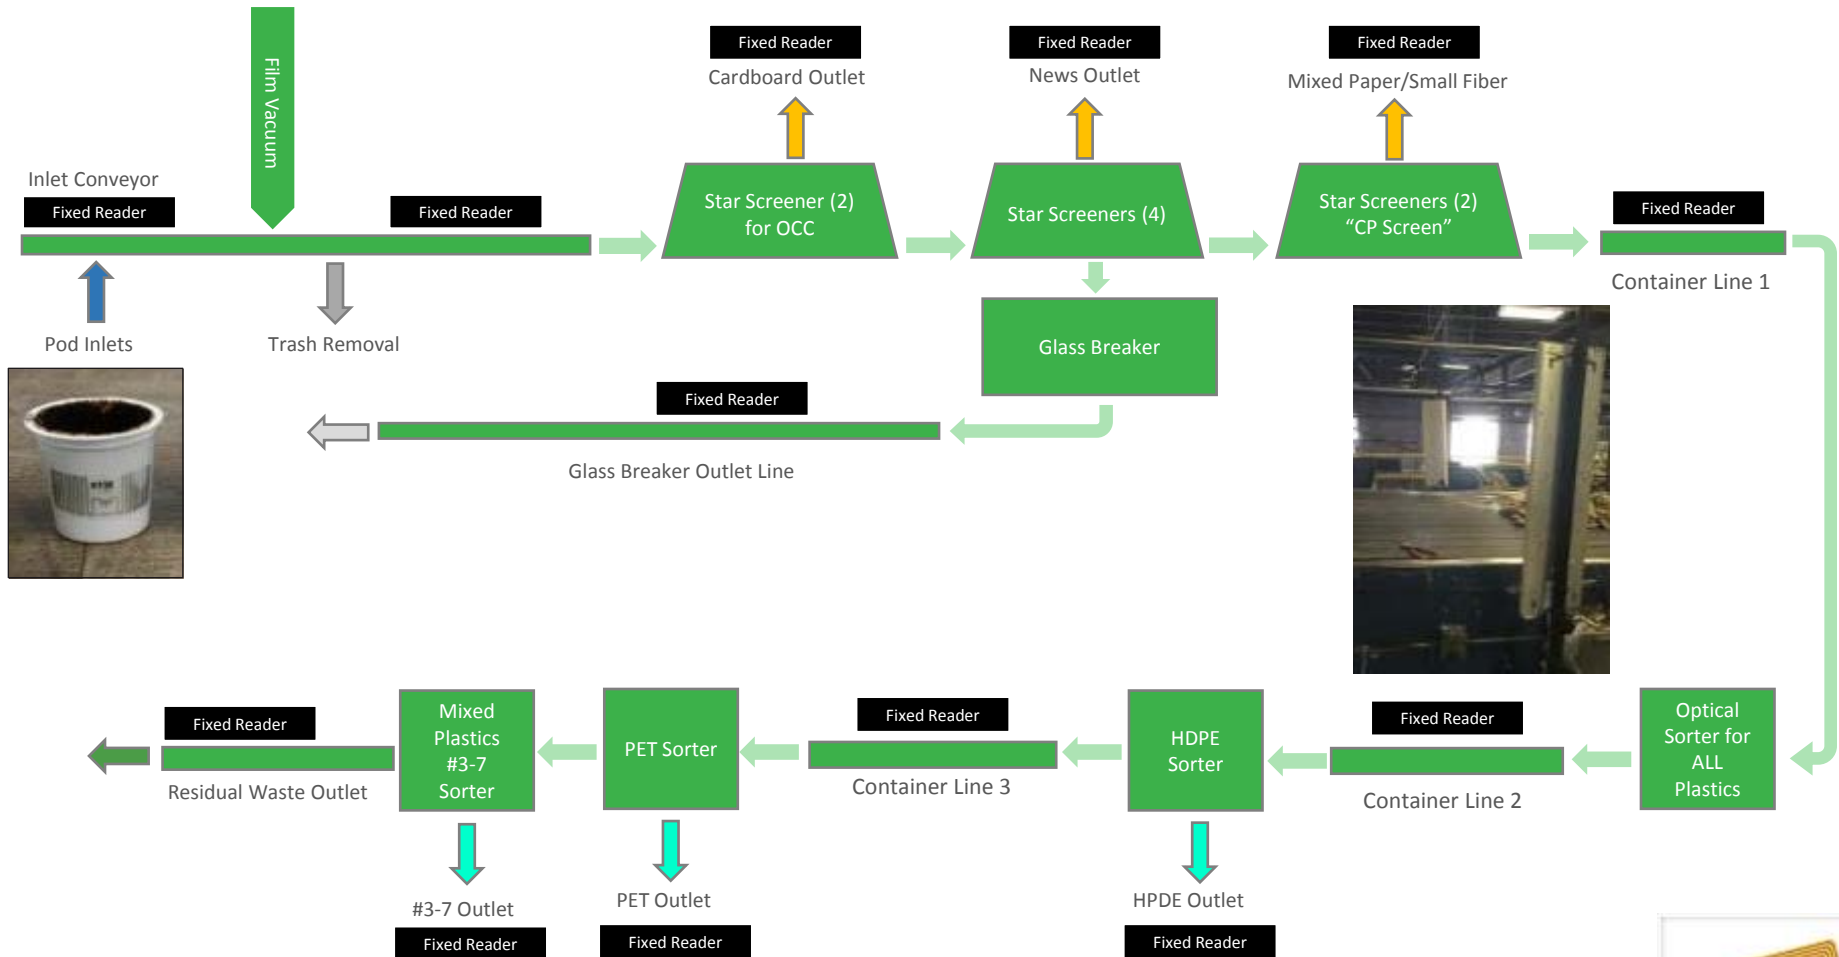 Fixed Reader
Cardboard Outlet
Fixed Reader
News Outlet
Fixed Reader
Mixed Paper/Small Fiber
Film Vacuum
Inlet Conveyor
Fixed Reader
Fixed Reader
Star Screener (2)
for OCC
Star Screeners (4)
Star Screeners (2)
“CP Screen”
Fixed Reader
Container Line 1
Pod Inlets
Trash Removal
Glass Breaker
Fixed Reader
Glass Breaker Outlet Line
Optical
Sorter for
ALL
Plastics
Fixed Reader
Container Line 2
HDPE
Sorter
Fixed Reader
Container Line 3
PET Sorter
Mixed
Plastics
#3-7
Sorter
Fixed Reader
Residual Waste Outlet
#3-7 Outlet
Fixed Reader
PET Outlet
Fixed Reader
HPDE Outlet
Fixed Reader